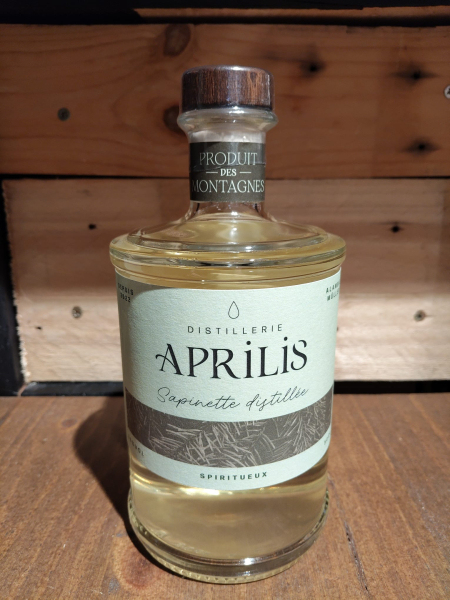 PRODUIT
DES
MONTAGNES
DISTILLERIE
APRiLiS
Sapinette distillée
SPIRITUEUX